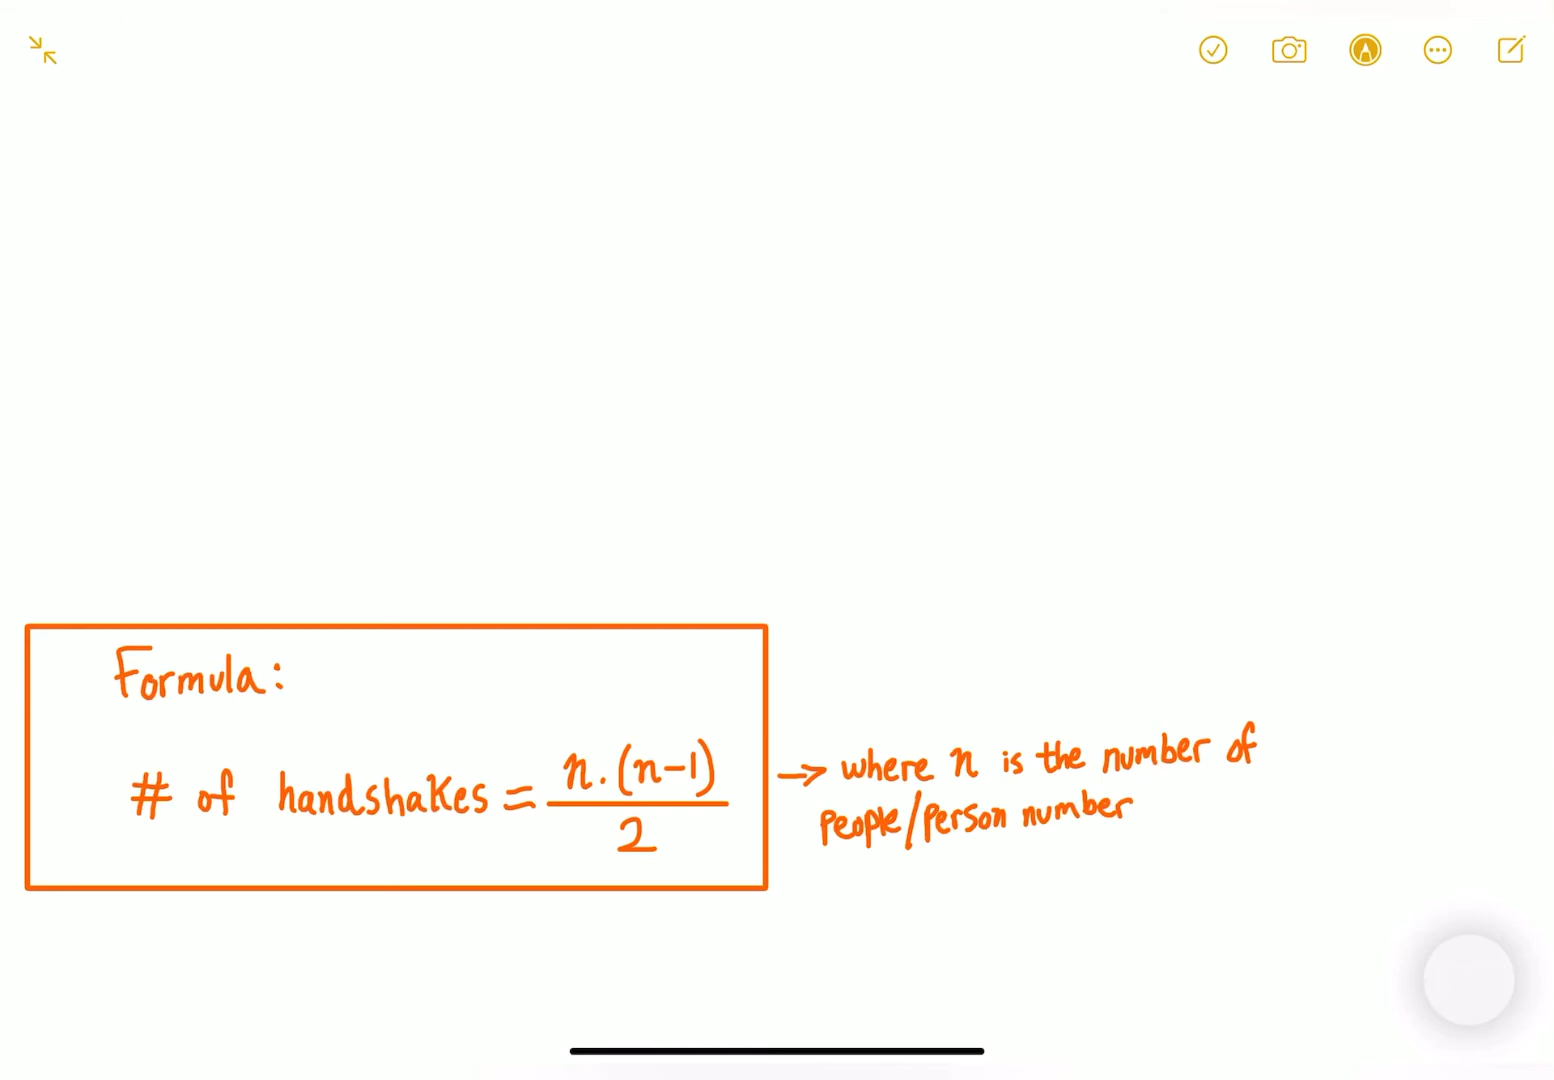 Formula:
# of handshakes = n.(n-1)/2
→ where n is the number of
people/person number